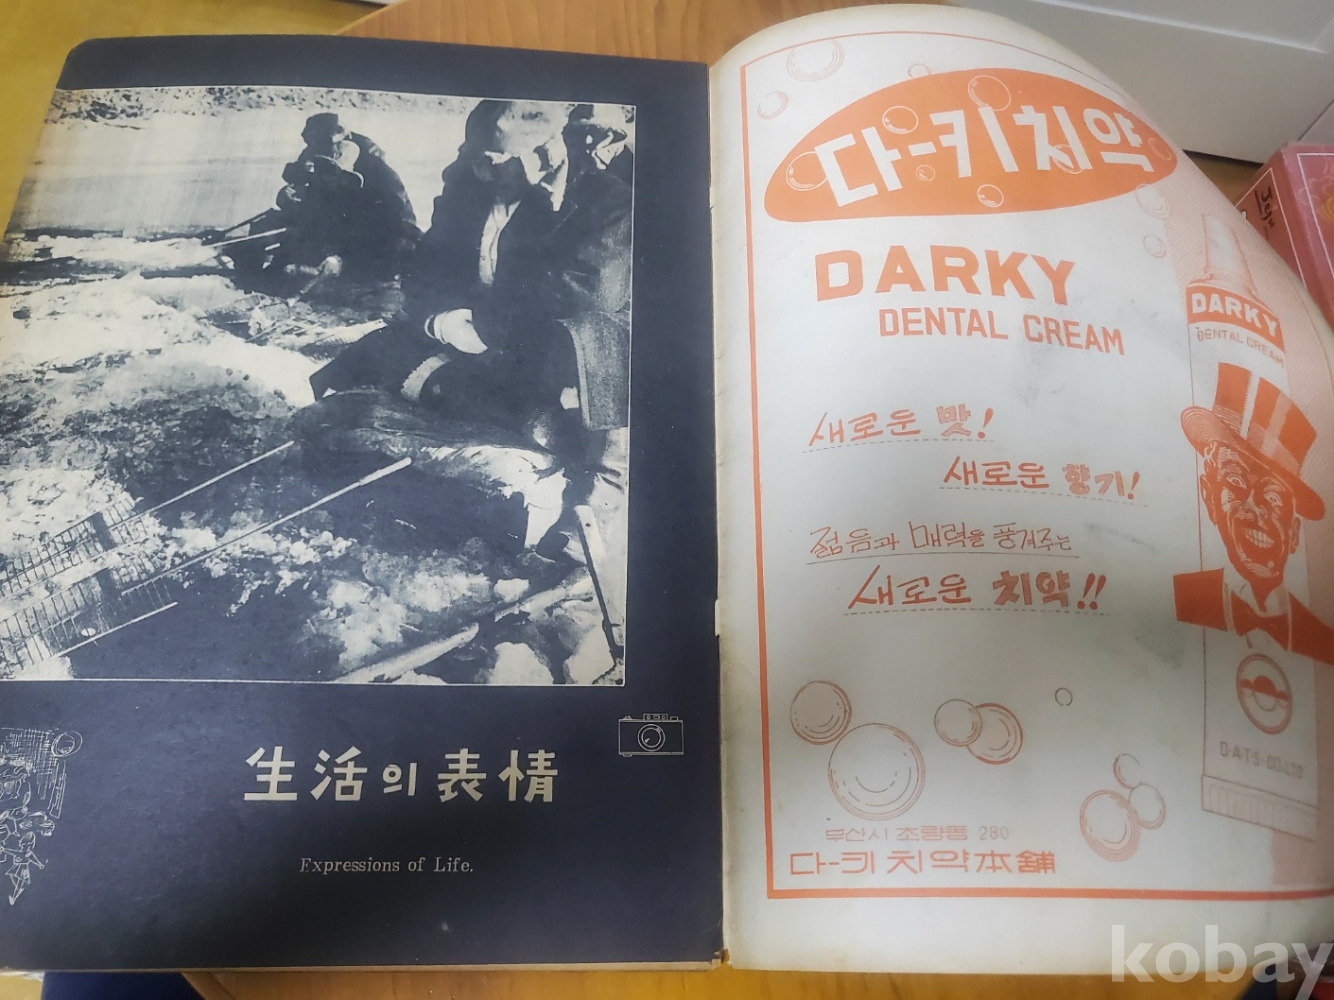 生活의表情
Expressions of Life.
다-키치약
DARKY
DENTAL CREAM
새로운 맛!
새로운 향기!
젊음과 매력을 풍겨주는
새로운 치약!!
DARKY
DENTAL CREAM
D·A·T·S·CO·LTD
부산시 초량동 280
다-키 치약本舖
kobay